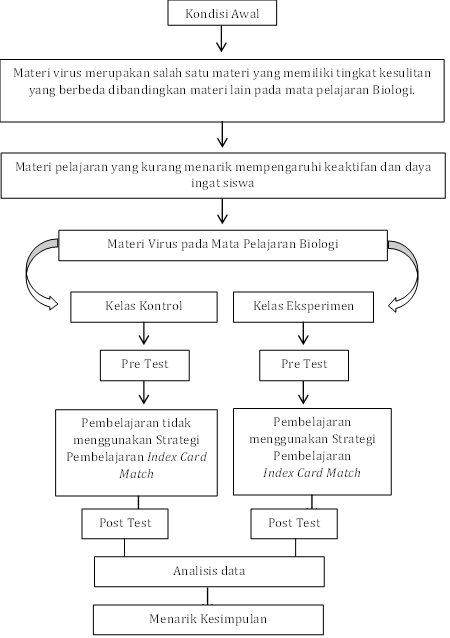 Kondisi Awal
Materi virus merupakan salah satu materi yang memiliki tingkat kesulitan
yang berbeda dibandingkan materi lain pada mata pelajaran Biologi.
Materi pelajaran yang kurang menarik mempengaruhi keaktifan dan daya
ingat siswa
Materi Virus pada Mata Pelajaran Biologi
Kelas Kontrol
Kelas Eksperimen
Pre Test
Pre Test
Pembelajaran tidak
menggunakan Strategi
Pembelajaran Index Card
Match
Pembelajaran
menggunakan Strategi
Pembelajaran
Index Card Match
Post Test
Post Test
Analisis data
Menarik Kesimpulan